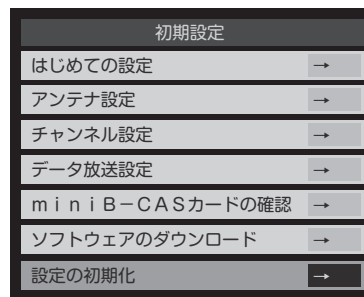 初期設定
はじめての設定 →
アンテナ設定 →
チャンネル設定 →
データ放送設定 →
ｍｉｎｉＢ－ＣＡＳカードの確認 →
ソフトウェアのダウンロード →
設定の初期化 →